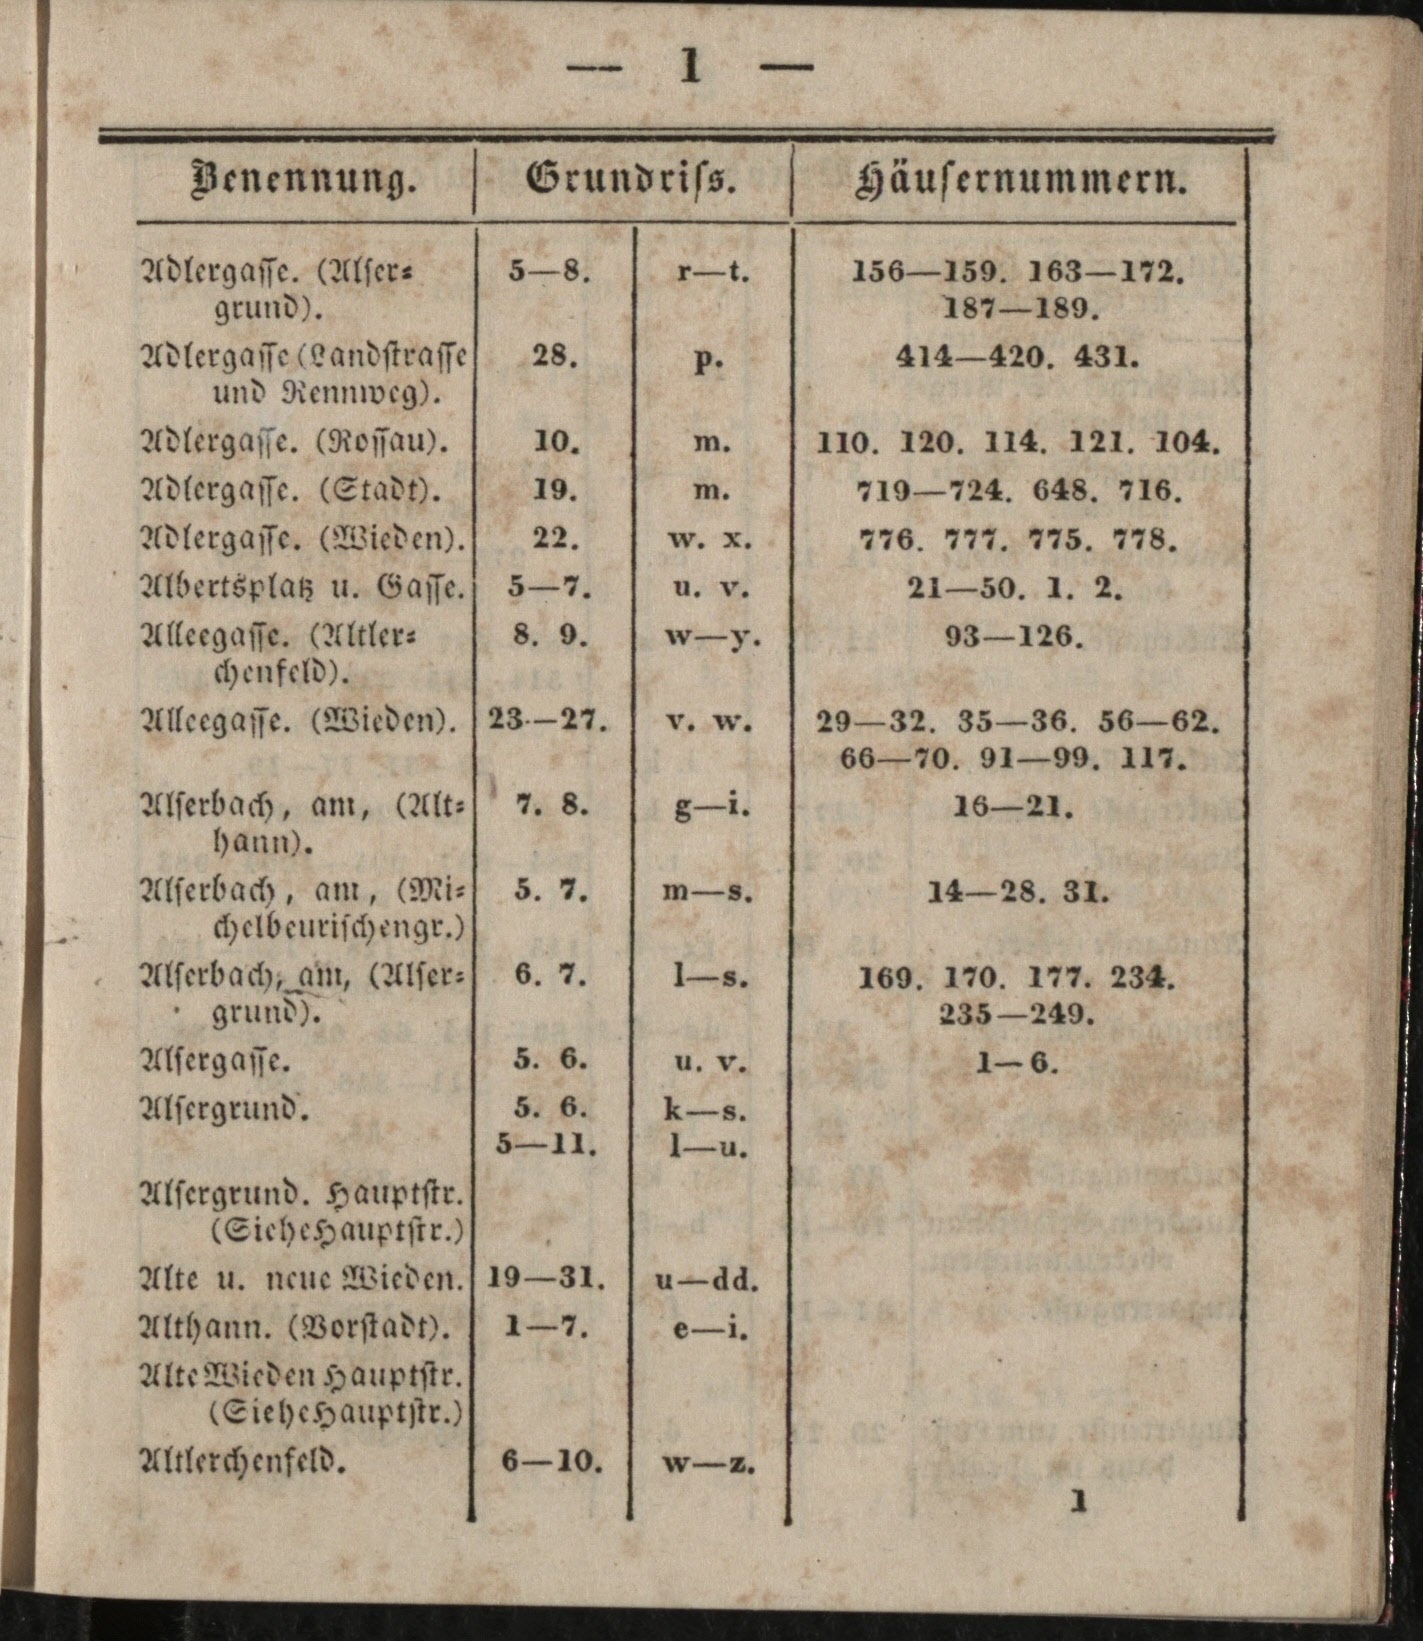 — 1 —
Benennung. Grundriſs. Häuſernummern.
Adlergaſſe. (Alſer⸗ 5—8. r—t. 156—159. 163—172.
grund). 187—189.
Adlergaſſe (Landſtraſſe 28. p. 414—420. 431.
und Rennweg).
Adlergaſſe. (Roſſau). 10. m. 110. 120. 114. 121. 104.
Adlergaſſe. (Stadt). 19. m. 719—724. 648. 716.
Adlergaſſe. (Wieden). 22. w. x. 776. 777. 775. 778.
Albertsplatz u. Gaſſe. 5—7. u. v. 21—50. 1. 2.
Alleegaſſe. (Altler⸗ 8. 9. w—y. 93—126.
chenfeld).
Alleegaſſe. (Wieden). 23—27. v. w. 29—32. 35—36. 56—62.
66—70. 91—99. 117.
Alſerbach, am, (Alt⸗ 7. 8. g—i. 16—21.
hann).
Alſerbach, am, (Mi⸗ 5. 7. m—s. 14—28. 31.
chelbeuriſchengr.)
Alſerbach, am, (Alſer⸗ 6. 7. l—s. 169. 170. 177. 234.
grund). 235—249.
Alſergaſſe. 5. 6. u. v. 1—6.
Alſergrund. 5. 6. k—s.
5—11. l—u.
Alſergrund. Hauptſtr.
(Siehe Hauptſtr.)
Alte u. neue Wieden. 19—31. u—dd.
Althann. (Vorſtadt). 1—7. e—i.
Alte Wieden Hauptſtr.
(Siehe Hauptſtr.)
Altlerchenfeld. 6—10. w—z.
1